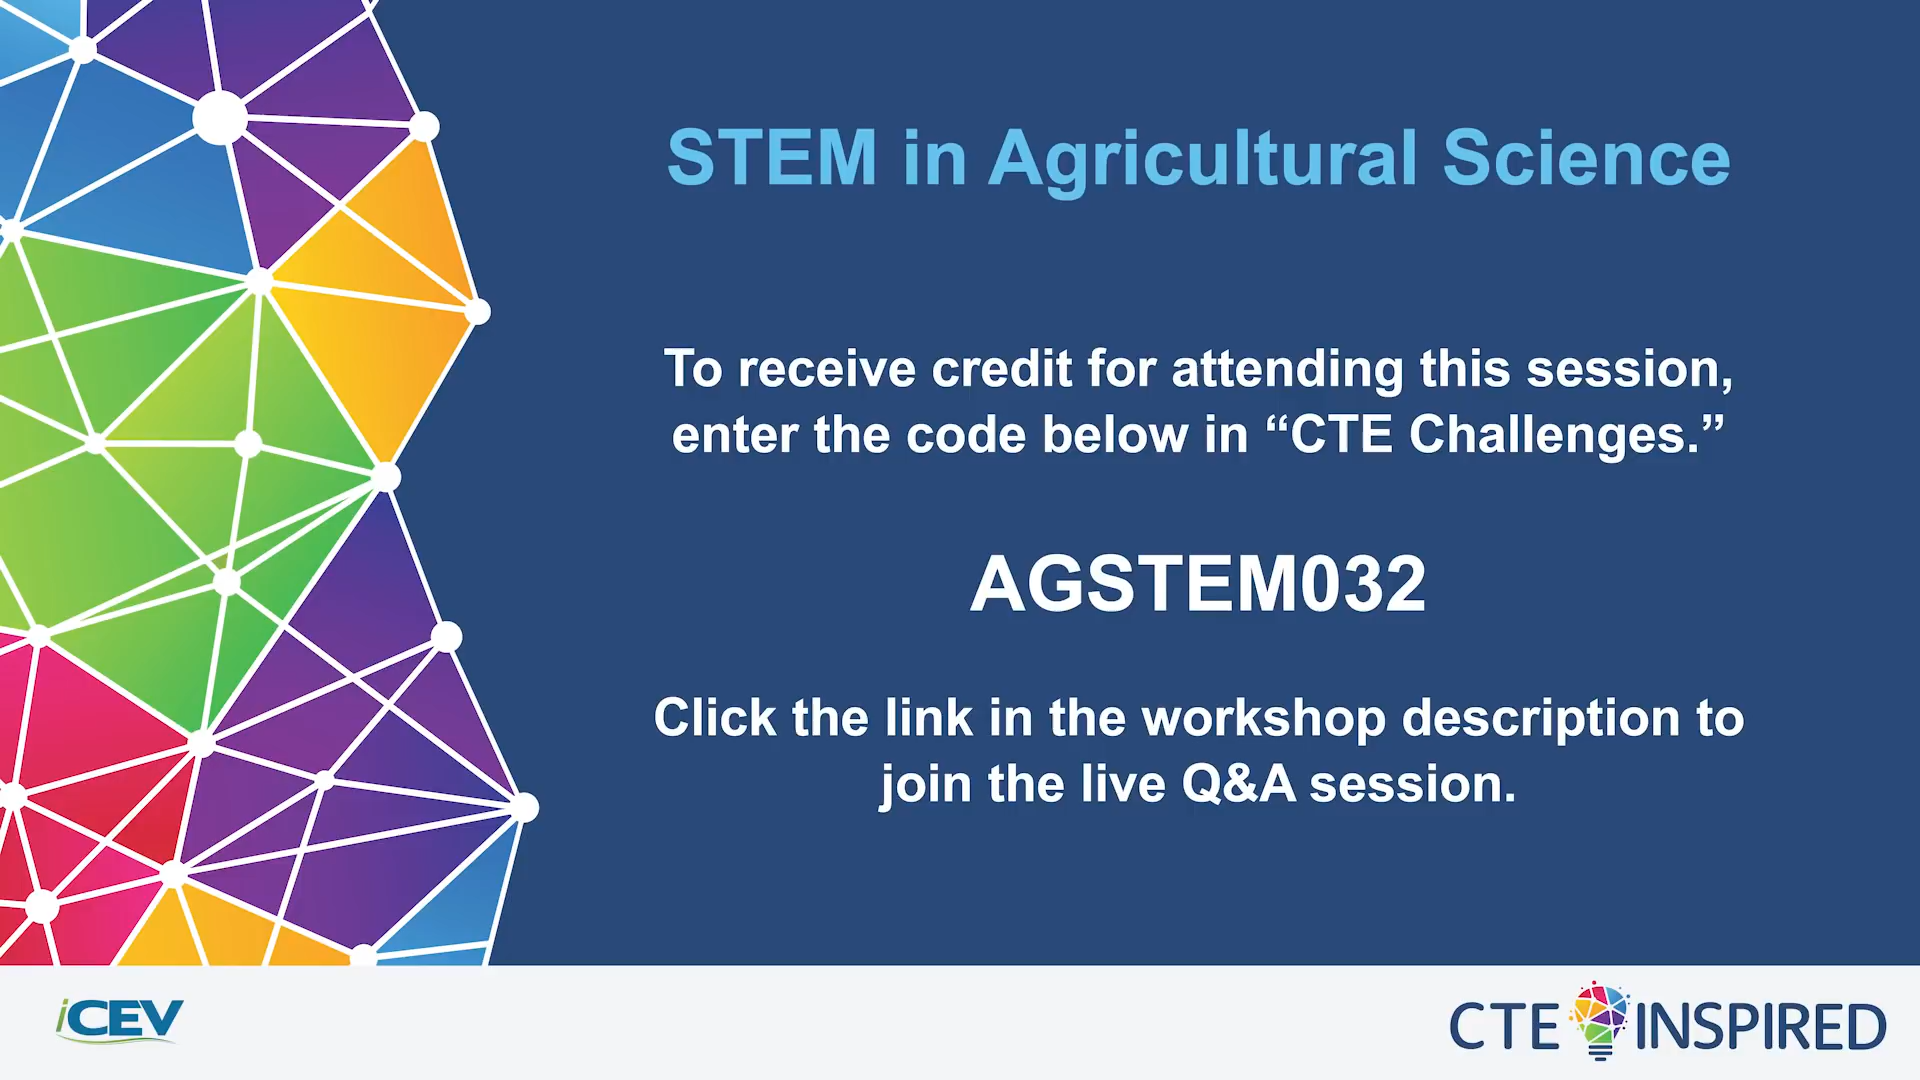 STEM in Agricultural Science
To receive credit for attending this session,
enter the code below in “CTE Challenges.”
AGSTEM032
Click the link in the workshop description to
join the live Q&A session.
iCEV
CTE INSPIRED